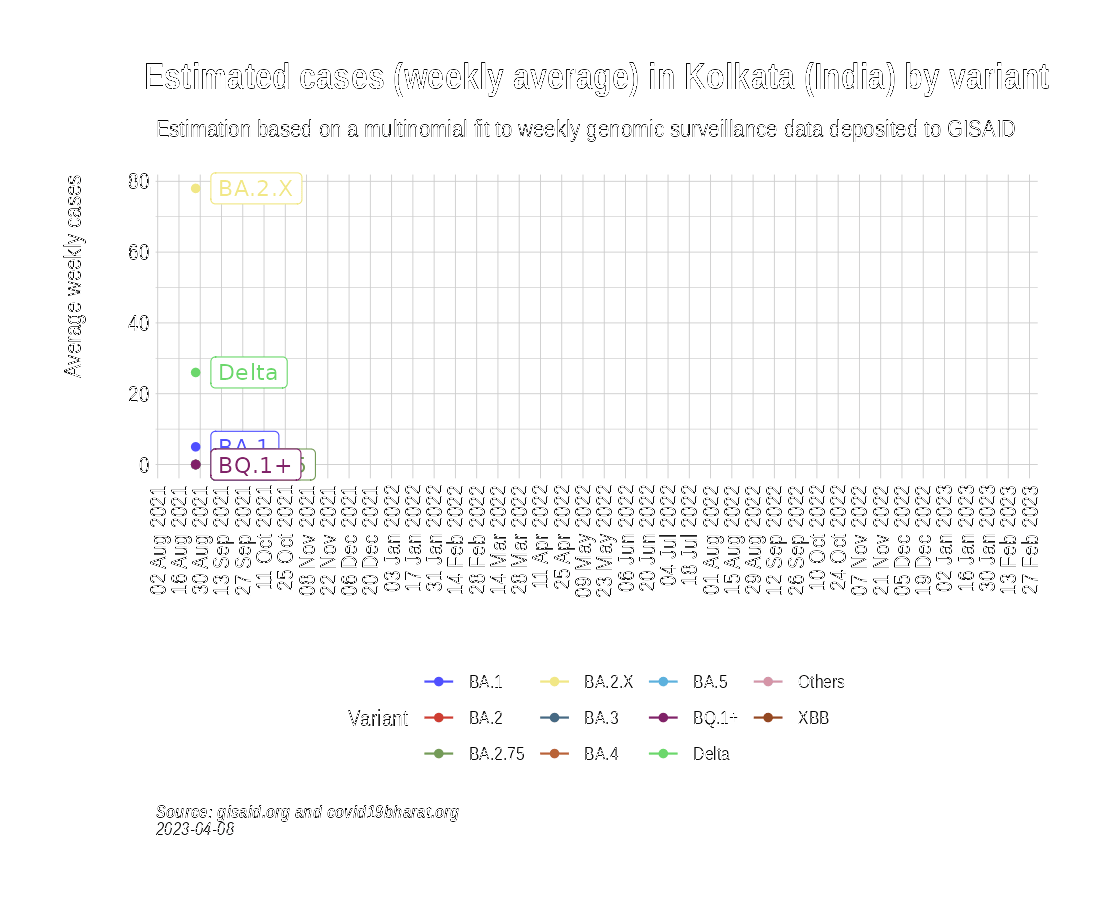 Estimated cases (weekly average) in Kolkata (India) by variant
Estimation based on a multinomial fit to weekly genomic surveillance data deposited to GISAID
Average weekly cases
80
60
40
20
0
BA.2.X
Delta
BA.1
BQ.1+
02 Aug 2021
16 Aug 2021
30 Aug 2021
13 Sep 2021
27 Sep 2021
11 Oct 2021
25 Oct 2021
08 Nov 2021
22 Nov 2021
06 Dec 2021
20 Dec 2021
03 Jan 2022
17 Jan 2022
31 Jan 2022
14 Feb 2022
28 Feb 2022
14 Mar 2022
28 Mar 2022
11 Apr 2022
25 Apr 2022
09 May 2022
23 May 2022
06 Jun 2022
20 Jun 2022
04 Jul 2022
18 Jul 2022
01 Aug 2022
15 Aug 2022
29 Aug 2022
12 Sep 2022
26 Sep 2022
10 Oct 2022
24 Oct 2022
07 Nov 2022
21 Nov 2022
05 Dec 2022
19 Dec 2022
02 Jan 2023
16 Jan 2023
30 Jan 2023
13 Feb 2023
27 Feb 2023
Variant
BA.1
BA.2
BA.2.75
BA.2.X
BA.3
BA.4
BA.5
BQ.1+
Delta
Others
XBB
Source: gisaid.org and covid19bharat.org
2023-04-08